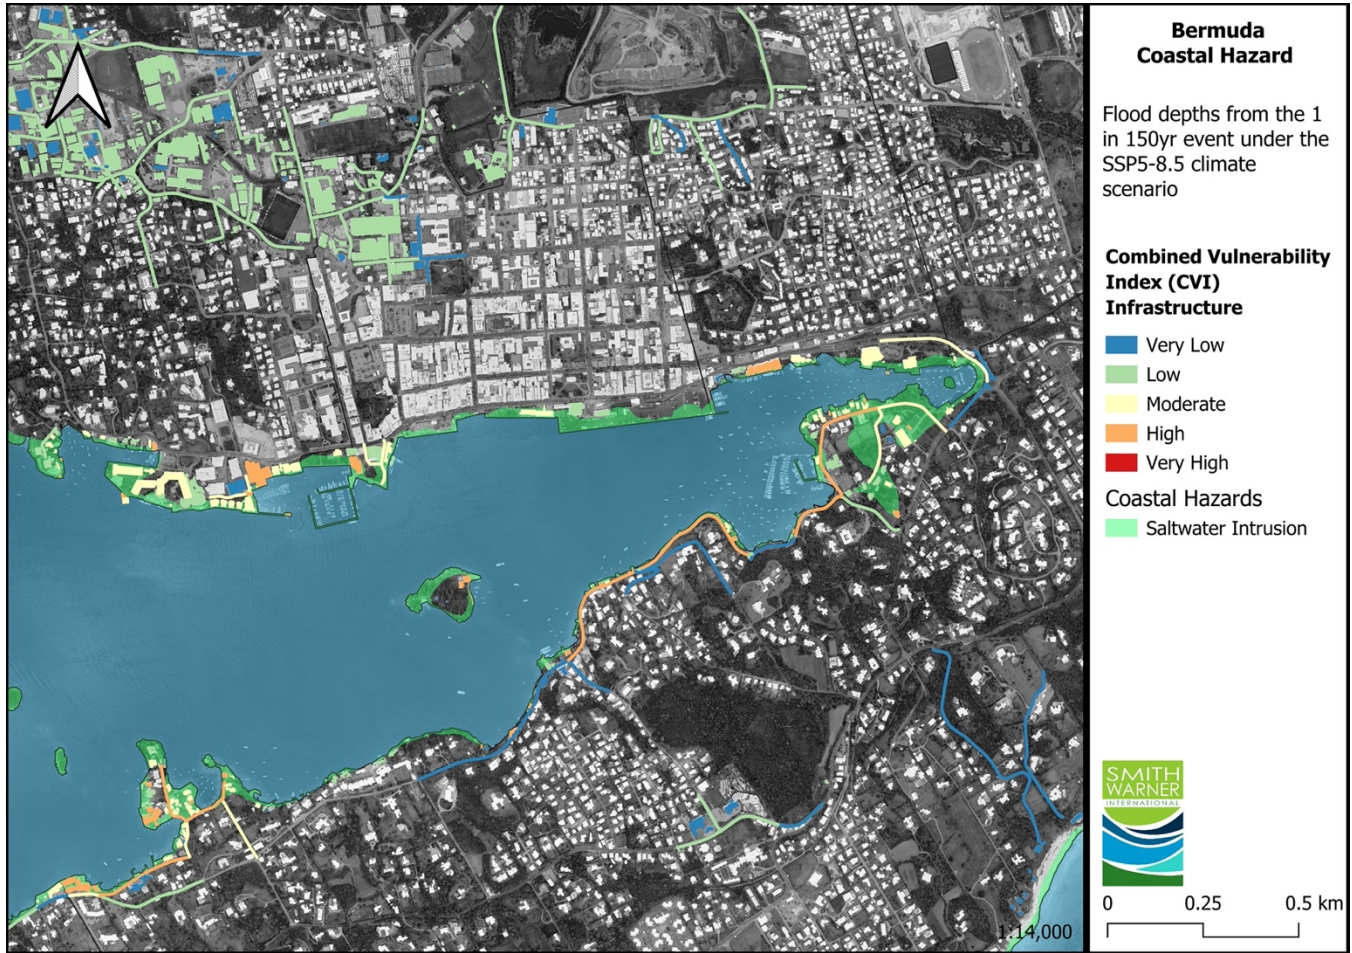 Bermuda
Coastal Hazard
Flood depths from the 1
in 150yr event under the
SSP5-8.5 climate
scenario
Combined Vulnerability
Index (CVI)
Infrastructure
Very Low
Low
Moderate
High
Very High
Coastal Hazards
Saltwater Intrusion
SMITH
WARNER
INTERNATIONAL
0 0.25 0.5 km
1:14,000